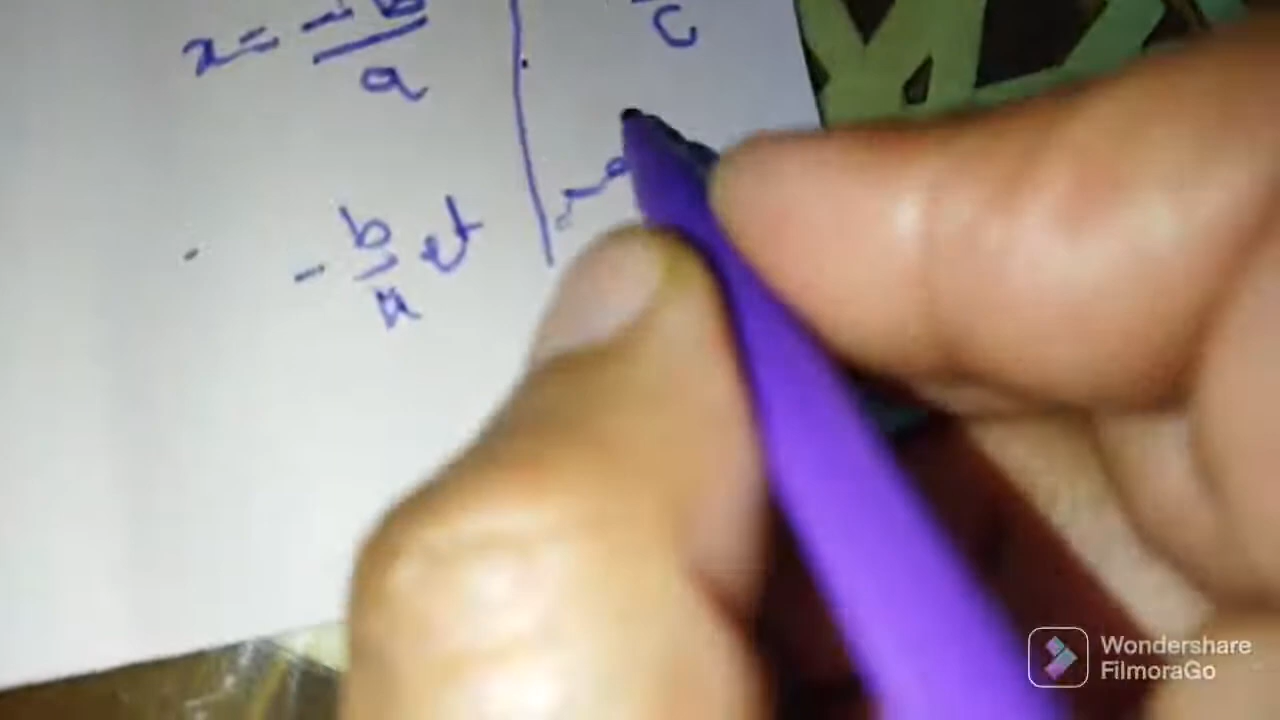 x = -b/a
c
- b/a et
Wondershare
FilmoraGo